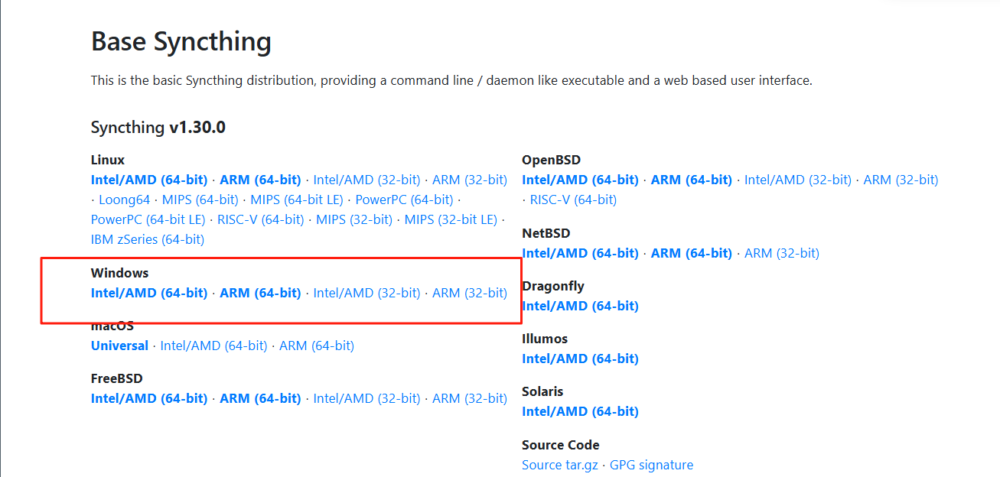 Base Syncthing
This is the basic Syncthing distribution, providing a command line / daemon like executable and a web based user interface.
Syncthing v1.30.0
Linux
Intel/AMD (64-bit) · ARM (64-bit) · Intel/AMD (32-bit) · ARM (32-bit)
· Loong64 · MIPS (64-bit) · MIPS (64-bit LE) · PowerPC (64-bit) ·
PowerPC (64-bit LE) · RISC-V (64-bit) · MIPS (32-bit) · MIPS (32-bit LE) ·
IBM zSeries (64-bit)
Windows
Intel/AMD (64-bit) · ARM (64-bit) · Intel/AMD (32-bit) · ARM (32-bit)
macOS
Universal · Intel/AMD (64-bit) · ARM (64-bit)
FreeBSD
Intel/AMD (64-bit) · ARM (64-bit) · Intel/AMD (32-bit) · ARM (32-bit)
OpenBSD
Intel/AMD (64-bit) · ARM (64-bit) · Intel/AMD (32-bit) · ARM (32-bit)
· RISC-V (64-bit)
NetBSD
Intel/AMD (64-bit) · ARM (64-bit) · ARM (32-bit)
Dragonfly
Intel/AMD (64-bit)
Illumos
Intel/AMD (64-bit)
Solaris
Intel/AMD (64-bit)
Source Code
Source tar.gz · GPG signature